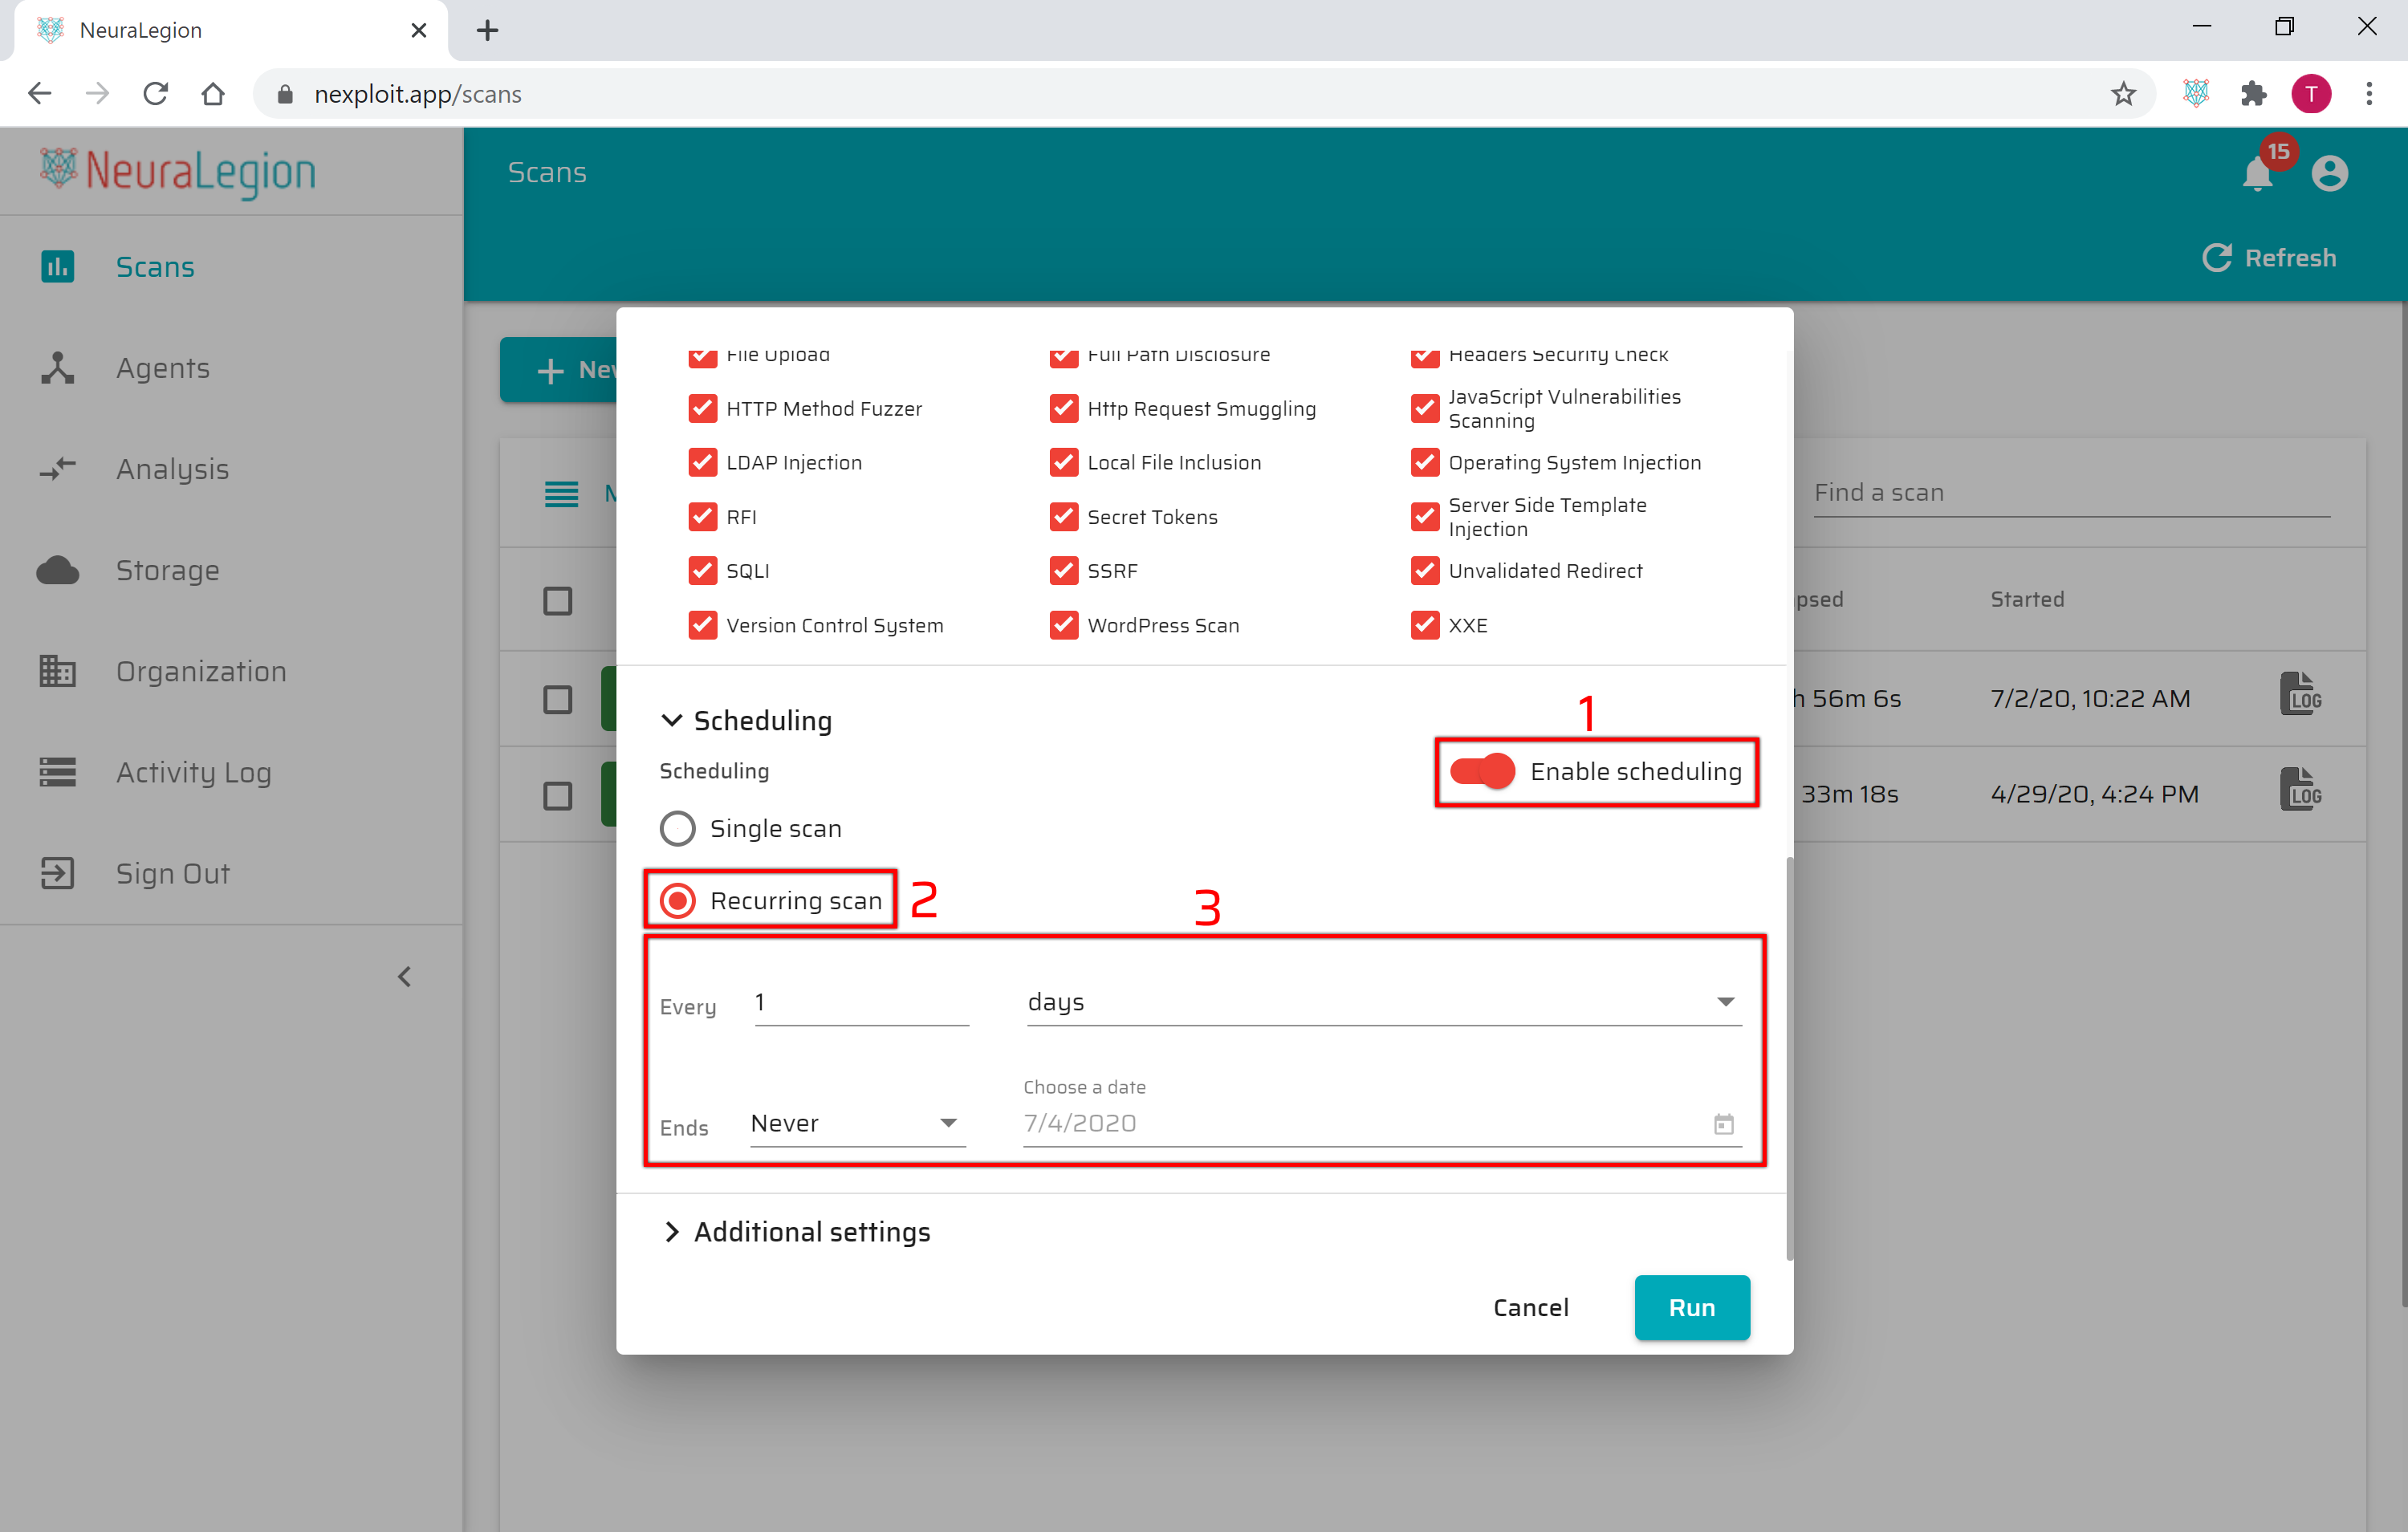 NeuraLegion
nexploit.app/scans
T
NeuraLegion
Scans
15
Refresh
Scans
Agents
Analysis
Storage
Organization
Activity Log
Sign Out
Find a scan
Started
56m 6s
7/2/20, 10:22 AM
LOG
33m 18s
4/29/20, 4:24 PM
LOG
File Upload
Full Path Disclosure
Headers Security Check
HTTP Method Fuzzer
Http Request Smuggling
JavaScript Vulnerabilities
Scanning
LDAP Injection
Local File Inclusion
Operating System Injection
RFI
Secret Tokens
Server Side Template
Injection
SQLI
SSRF
Unvalidated Redirect
Version Control System
WordPress Scan
XXE
Scheduling
1
Scheduling
Enable scheduling
Single scan
Recurring scan
2
3
Every
1
days
Choose a date
Ends
Never
7/4/2020
Additional settings
Cancel
Run